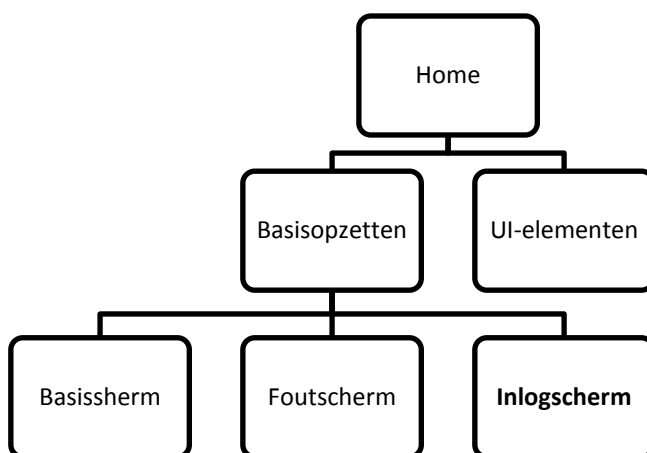 Home
Basisopzetten
UI-elementen
Basissherm
Foutscherm
Inlogscherm